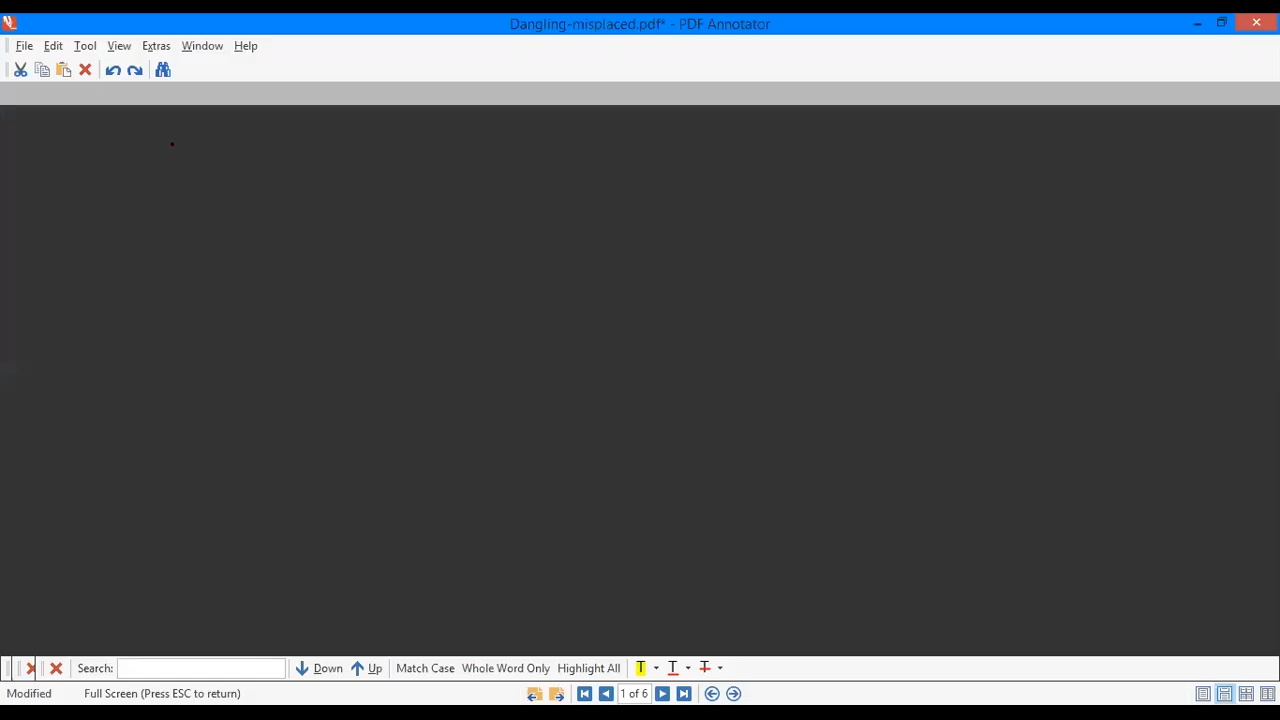 Dangling-misplaced.pdf* - PDF Annotator
File Edit Tool View Extras Window Help
Search: Down Up Match Case Whole Word Only Highlight All T T T
Modified Full Screen (Press ESC to return) 1 of 6